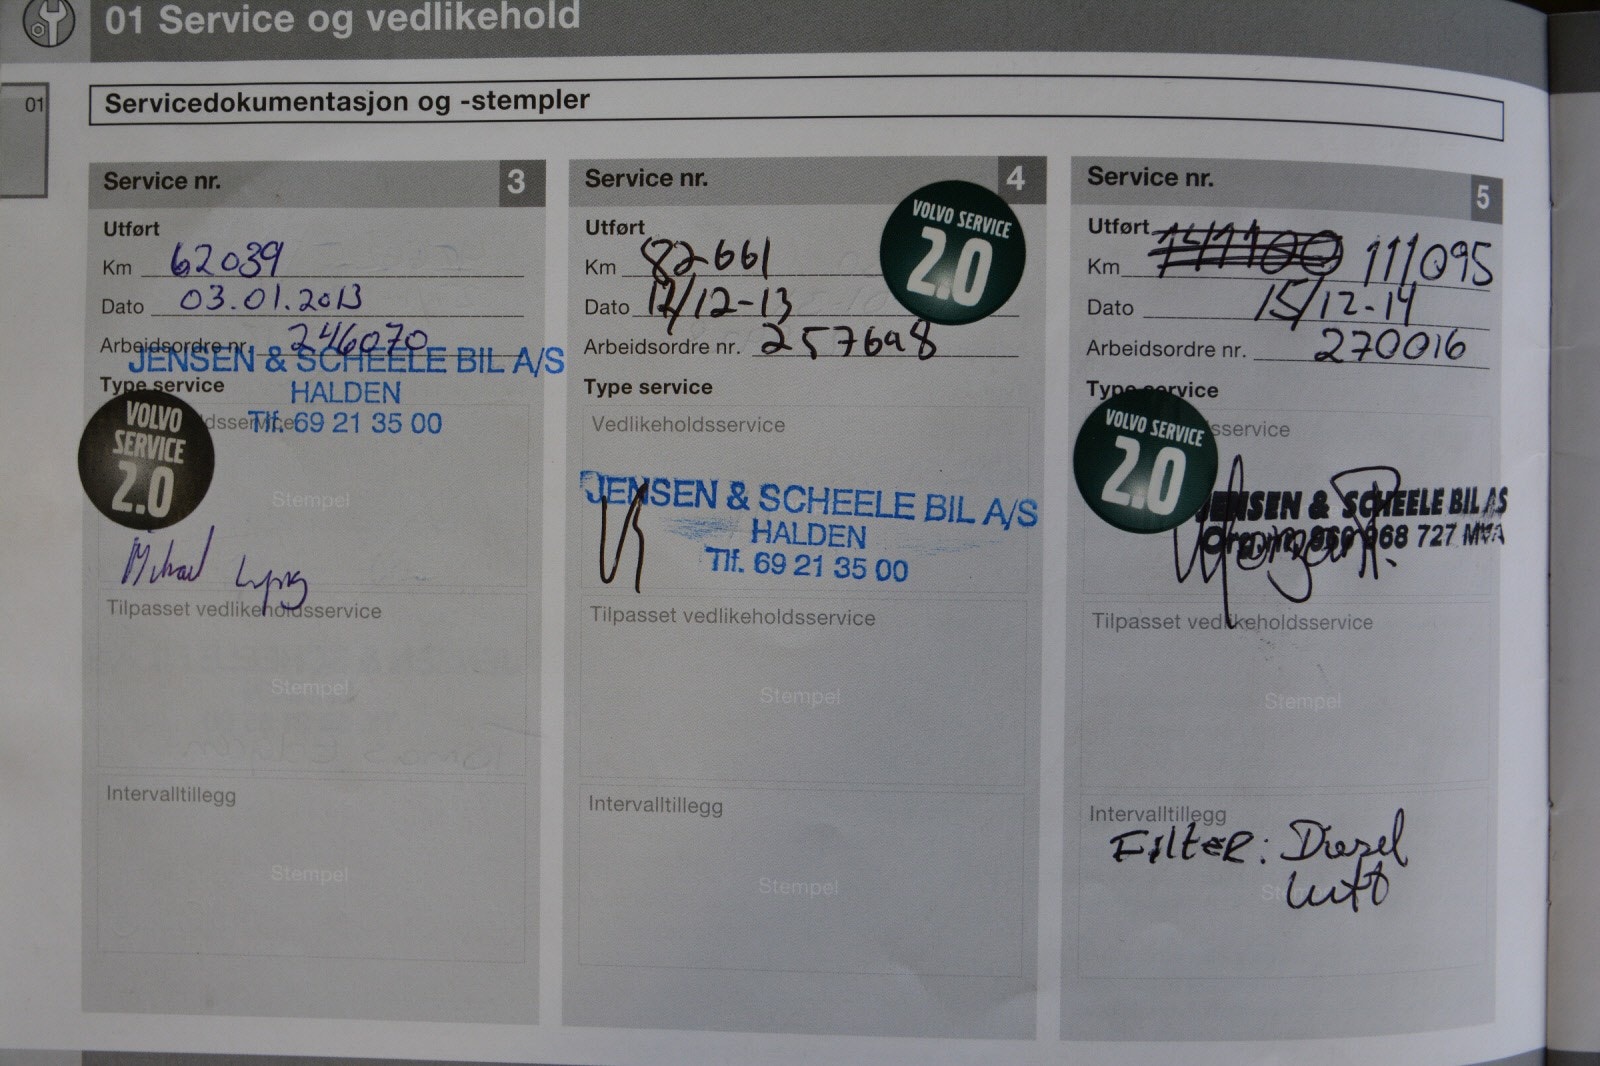 01 Service og vedlikehold
01
Servicedokumentasjon og -stempler
Service nr. 3
Utført
Km 62039
Dato 03.01.2013
Arbeidsordre nr. 246070
JENSEN & SCHEELE BIL A/S
HALDEN
Tlf. 69 21 35 00
Type service
VOLVO
SERVICE
2.0
Stempel
Michael
Tilpasset vedlikeholdsservice
Stempel
Intervalltillegg
Stempel
Service nr. 4
VOLVO SERVICE
2.0
Utført
Km 82661
Dato 12/12-13
Arbeidsordre nr. 257698
Type service
Vedlikeholdsservice
JENSEN & SCHEELE BIL A/S
HALDEN
Tlf. 69 21 35 00
Tilpasset vedlikeholdsservice
Stempel
Intervalltillegg
Stempel
Service nr. 5
Utført
Km 111095
Dato 15/12-14
Arbeidsordre nr. 270016
Type service
VOLVO SERVICE
2.0
JENSEN & SCHEELE BIL AS
968 727 MVA
Tilpasset vedlikeholdsservice
Stempel
Intervalltillegg
Filter: Diesel
Luft